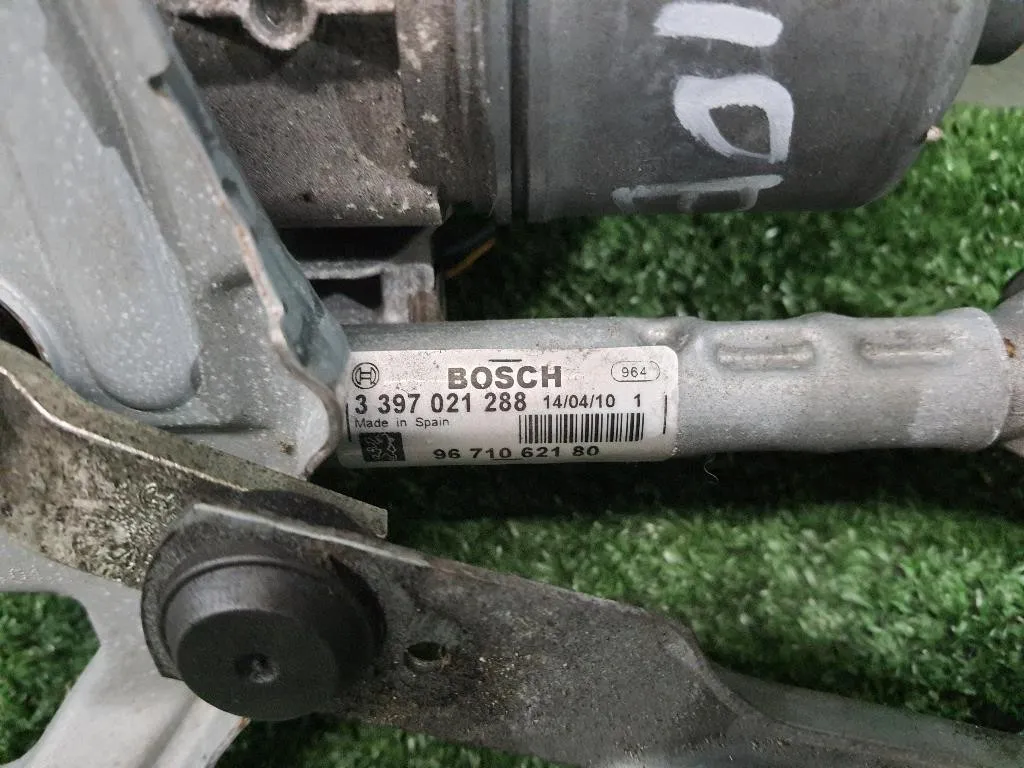 BOSCH 964
3 397 021 288 14/04/10 1
Made in Spain
96 710 621 80